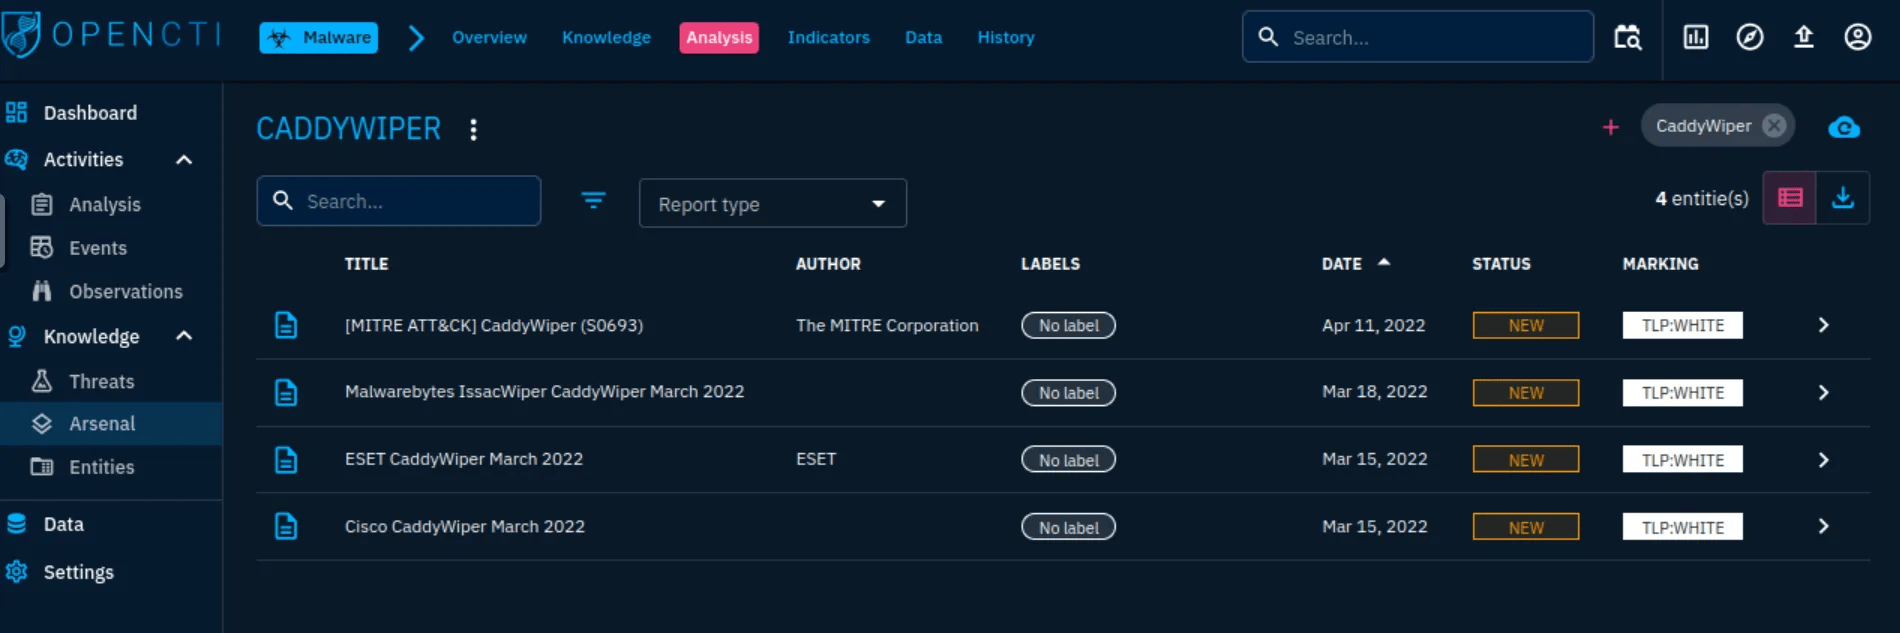 OPENCTI
Malware
Overview Knowledge Analysis Indicators Data History
Search...
Dashboard
Activities
Analysis
Events
Observations
Knowledge
Threats
Arsenal
Entities
Data
Settings
CADDYWIPER
CaddyWiper
Search...
Report type
4 entitie(s)
TITLE AUTHOR LABELS DATE STATUS MARKING
[MITRE ATT&CK] CaddyWiper (S0693) The MITRE Corporation No label Apr 11, 2022 NEW TLP:WHITE
Malwarebytes IssacWiper CaddyWiper March 2022 No label Mar 18, 2022 NEW TLP:WHITE
ESET CaddyWiper March 2022 ESET No label Mar 15, 2022 NEW TLP:WHITE
Cisco CaddyWiper March 2022 No label Mar 15, 2022 NEW TLP:WHITE